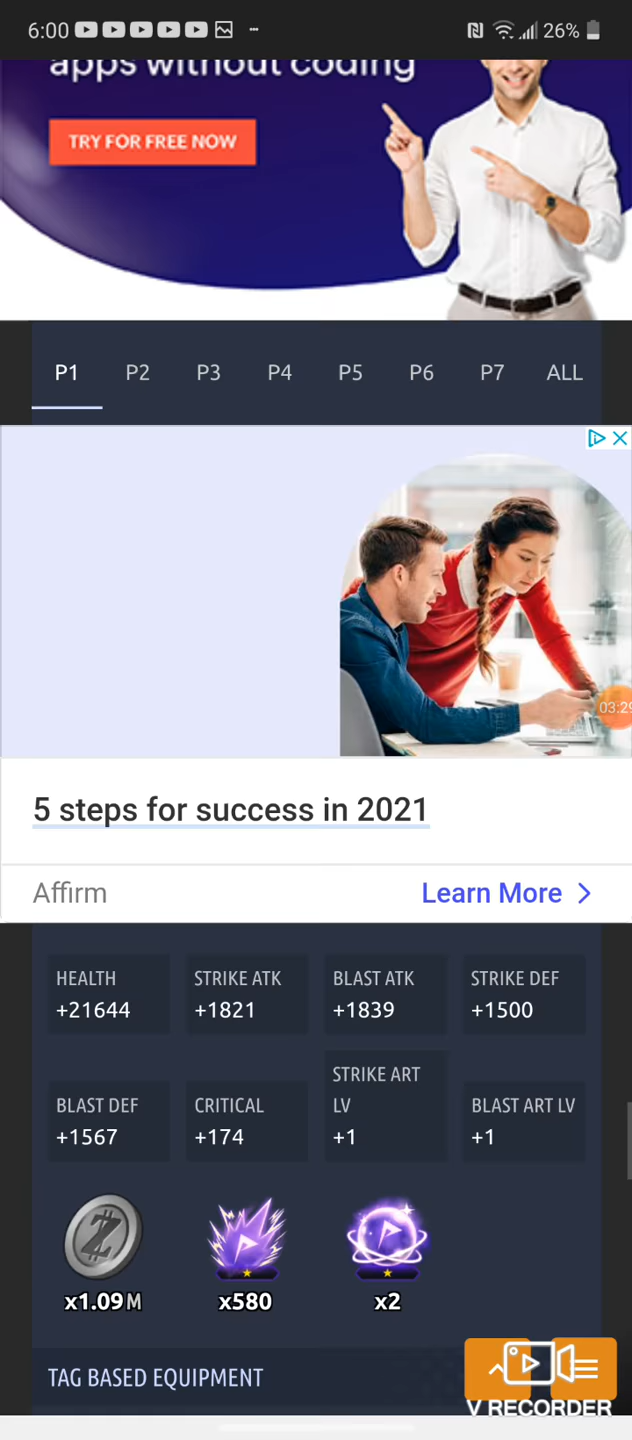 6:00
26%
apps without coding
TRY FOR FREE NOW
P1 P2 P3 P4 P5 P6 P7 ALL
03:29
5 steps for success in 2021
Affirm
Learn More
HEALTH STRIKE ATK BLAST ATK STRIKE DEF
+21644 +1821 +1839 +1500
BLAST DEF CRITICAL STRIKE ART LV BLAST ART LV
+1567 +174 +1 +1
x1.09M x580 x2
TAG BASED EQUIPMENT
V RECORDER